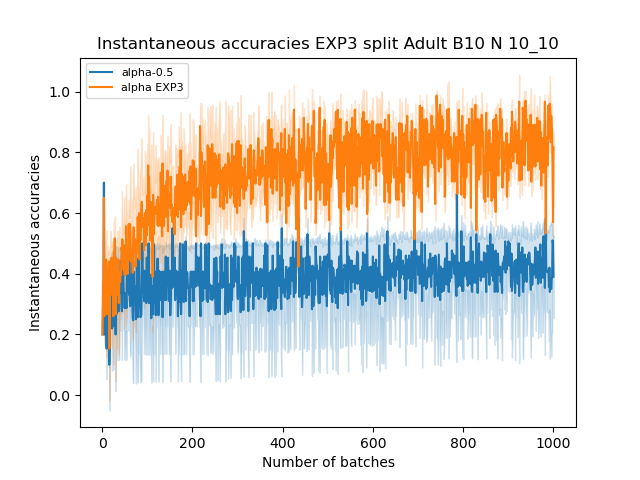 Instantaneous accuracies EXP3 split Adult B10 N 10_10
alpha-0.5
alpha EXP3
Instantaneous accuracies
1.0
0.8
0.6
0.4
0.2
0.0
0 200 400 600 800 1000
Number of batches